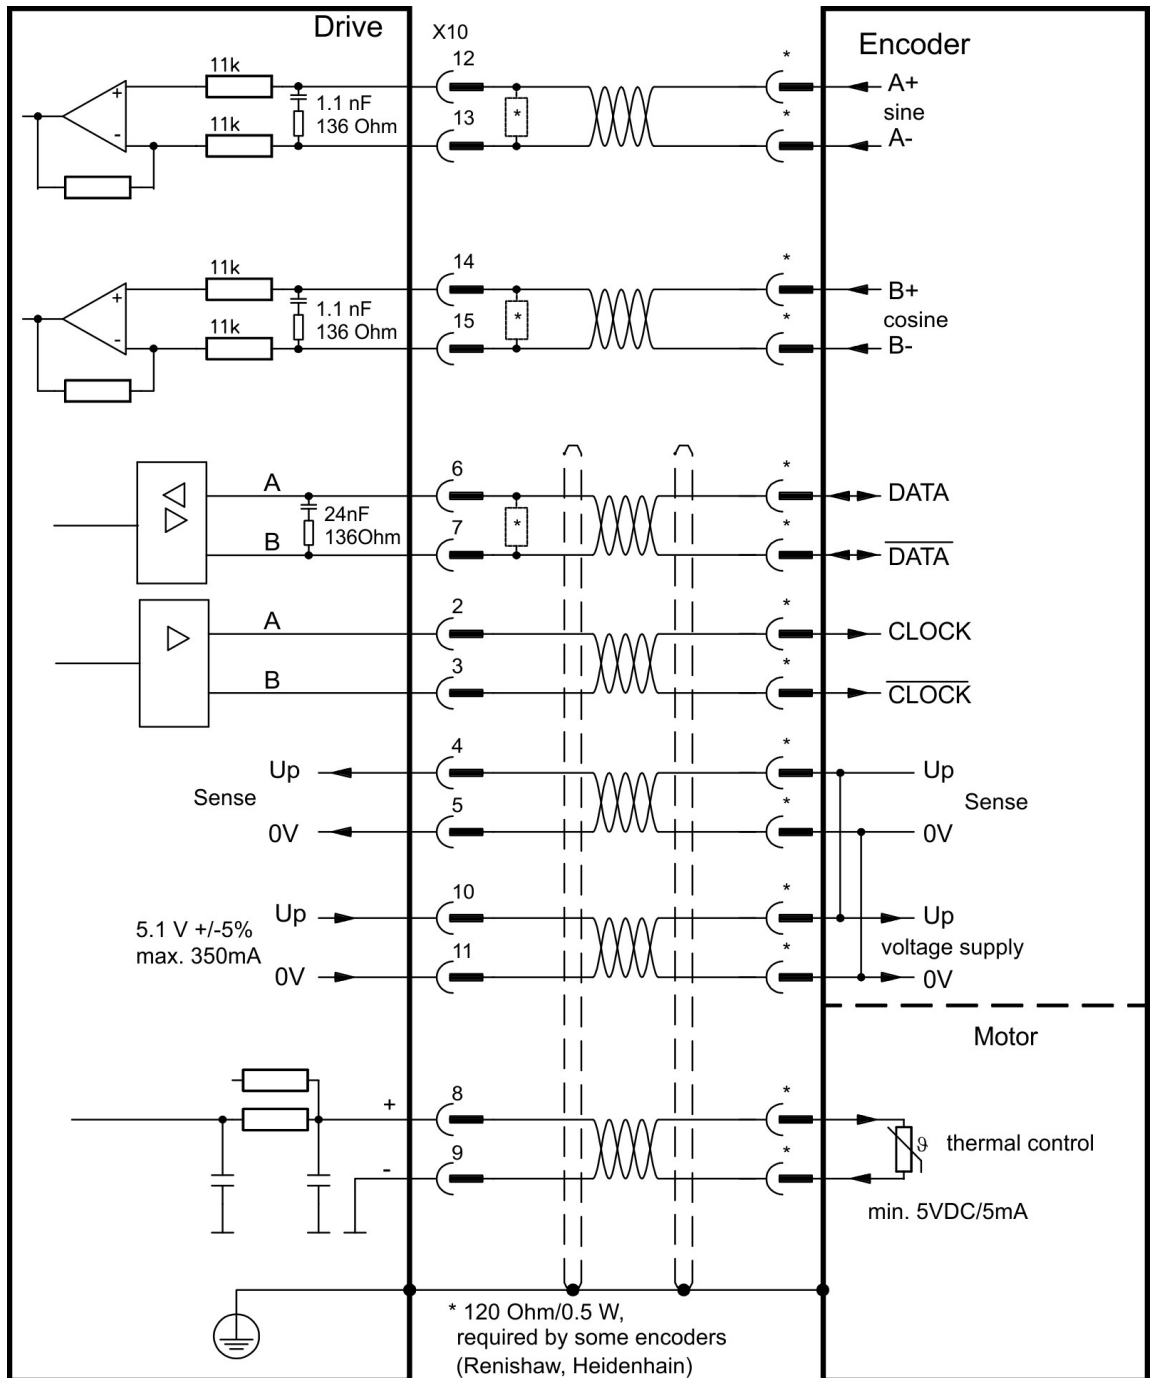 Drive
X10
Encoder
12
*
11k
+
1.1 nF
136 Ohm
*
A+
sine
13
*
11k
-
A-
14
*
11k
+
1.1 nF
136 Ohm
*
B+
cosine
15
*
11k
-
B-
6
*
A
DATA
24nF
136Ohm
*
7
*
B
DATA
2
*
A
CLOCK
3
*
B
CLOCK
4
*
Up
Up
Sense
Sense
5
*
0V
0V
10
*
Up
Up
5.1 V +/-5%
max. 350mA
voltage supply
11
*
0V
0V
Motor
8
*
+
ϑ thermal control
9
*
-
min. 5VDC/5mA
* 120 Ohm/0.5 W,
required by some encoders
(Renishaw, Heidenhain)